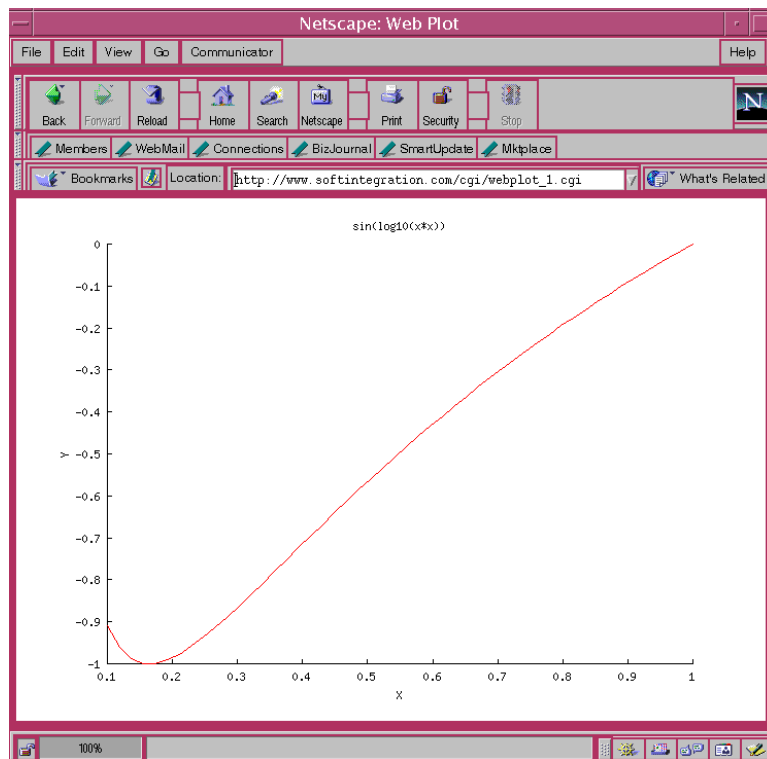 Netscape: Web Plot
File Edit View Go Communicator Help
Back Forward Reload Home Search Netscape Print Security Stop
My
N
Members WebMail Connections BizJournal SmartUpdate Mktplace
Bookmarks Location: http://www.softintegration.com/cgi/webplot_1.cgi What's Related
sin(log10(x*x))
0
-0.1
-0.2
-0.3
-0.4
Y -0.5
-0.6
-0.7
-0.8
-0.9
-1
0.1 0.2 0.3 0.4 0.5 0.6 0.7 0.8 0.9 1
X
100%